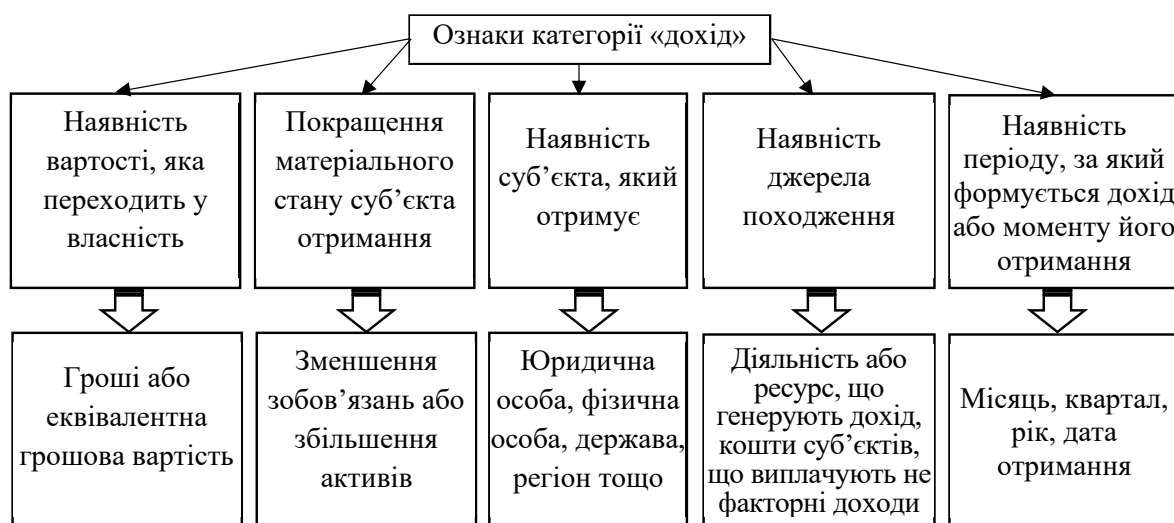 Ознаки категорії «дохід»
Наявність
вартості, яка
переходить у
власність
Покращення
матеріального
стану суб’єкта
отримання
Наявність
суб’єкта, який
отримує
Наявність
джерела
походження
Наявність
періоду, за який
формується дохід
або моменту його
отримання
Гроші або
еквівалентна
грошова вартість
Зменшення
зобов’язань або
збільшення
активів
Юридична
особа, фізична
особа, держава,
регіон тощо
Діяльність або
ресурс, що
генерують дохід,
кошти суб’єктів,
що виплачують не
факторні доходи
Місяць, квартал,
рік, дата
отримання